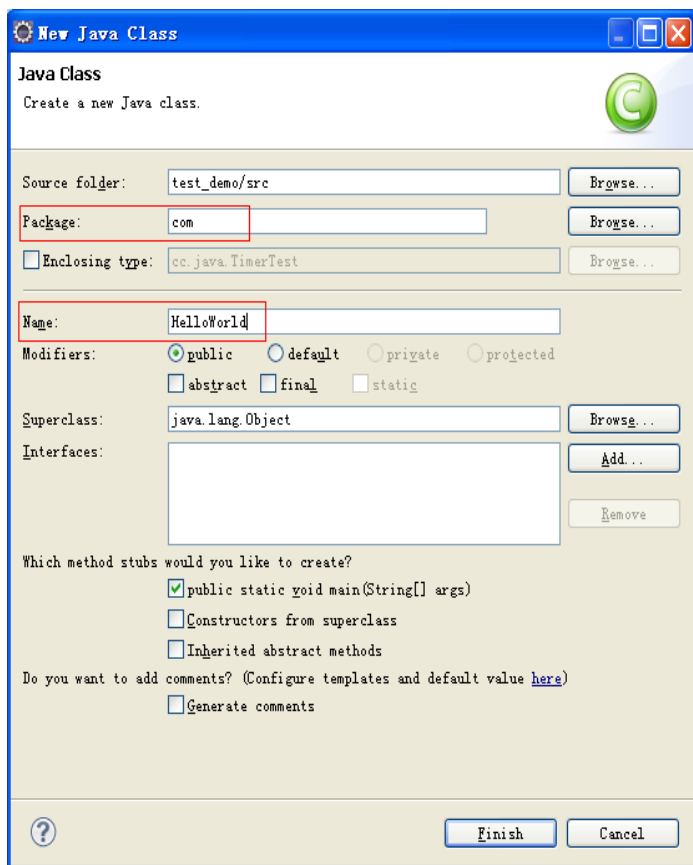 New Java Class
Java Class
Create a new Java class.
Source folder: test_demo/src Browse...
Package: com Browse...
Enclosing type: cc.java.TimerTest Browse...
Name: HelloWorld
Modifiers: public default private protected
abstract final static
Superclass: java.lang.Object Browse...
Interfaces: Add...
Remove
Which method stubs would you like to create?
public static void main(String[] args)
Constructors from superclass
Inherited abstract methods
Do you want to add comments? (Configure templates and default value here)
Generate comments
? Finish Cancel